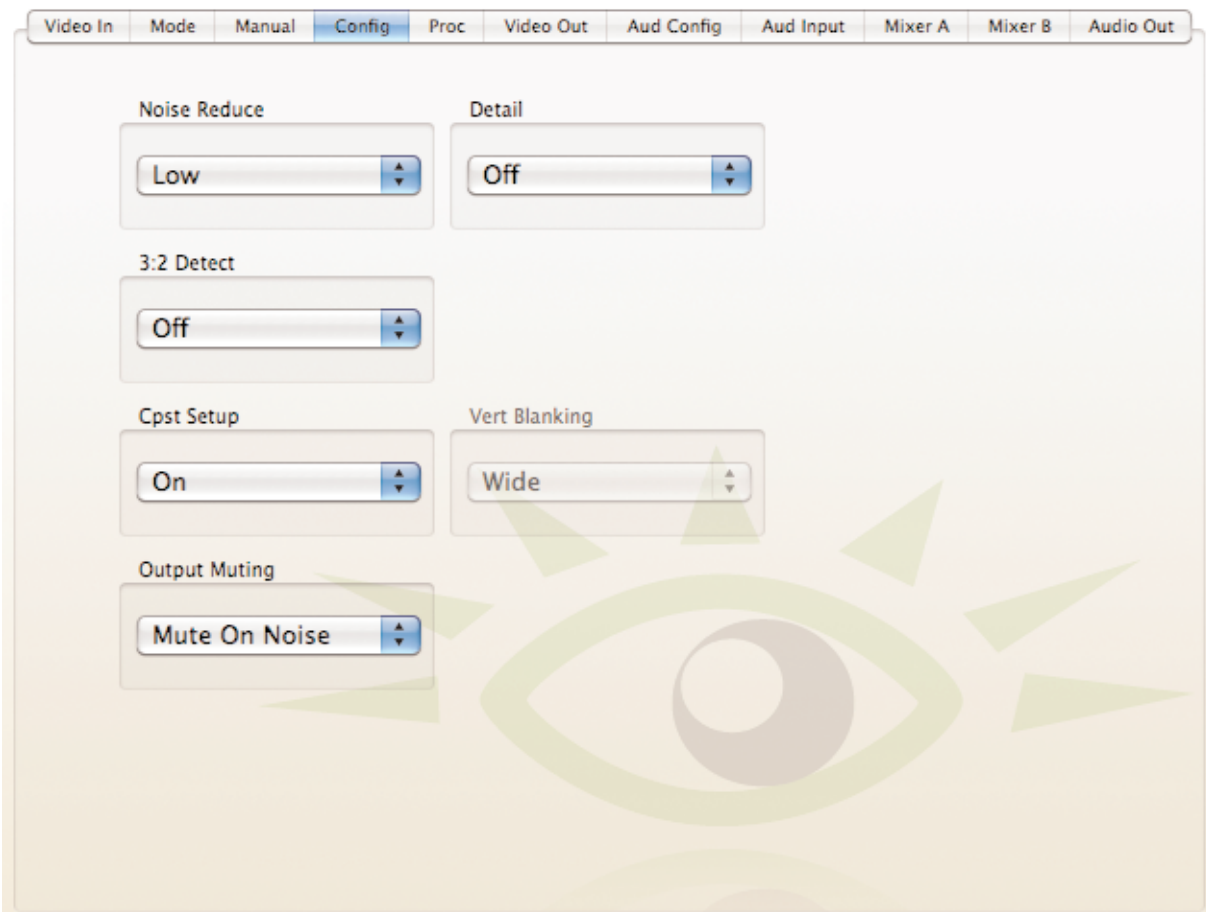 Video In Mode Manual Config Proc Video Out Aud Config Aud Input Mixer A Mixer B Audio Out
Noise Reduce Detail
Low Off
3:2 Detect
Off
Cpst Setup Vert Blanking
On Wide
Output Muting
Mute On Noise